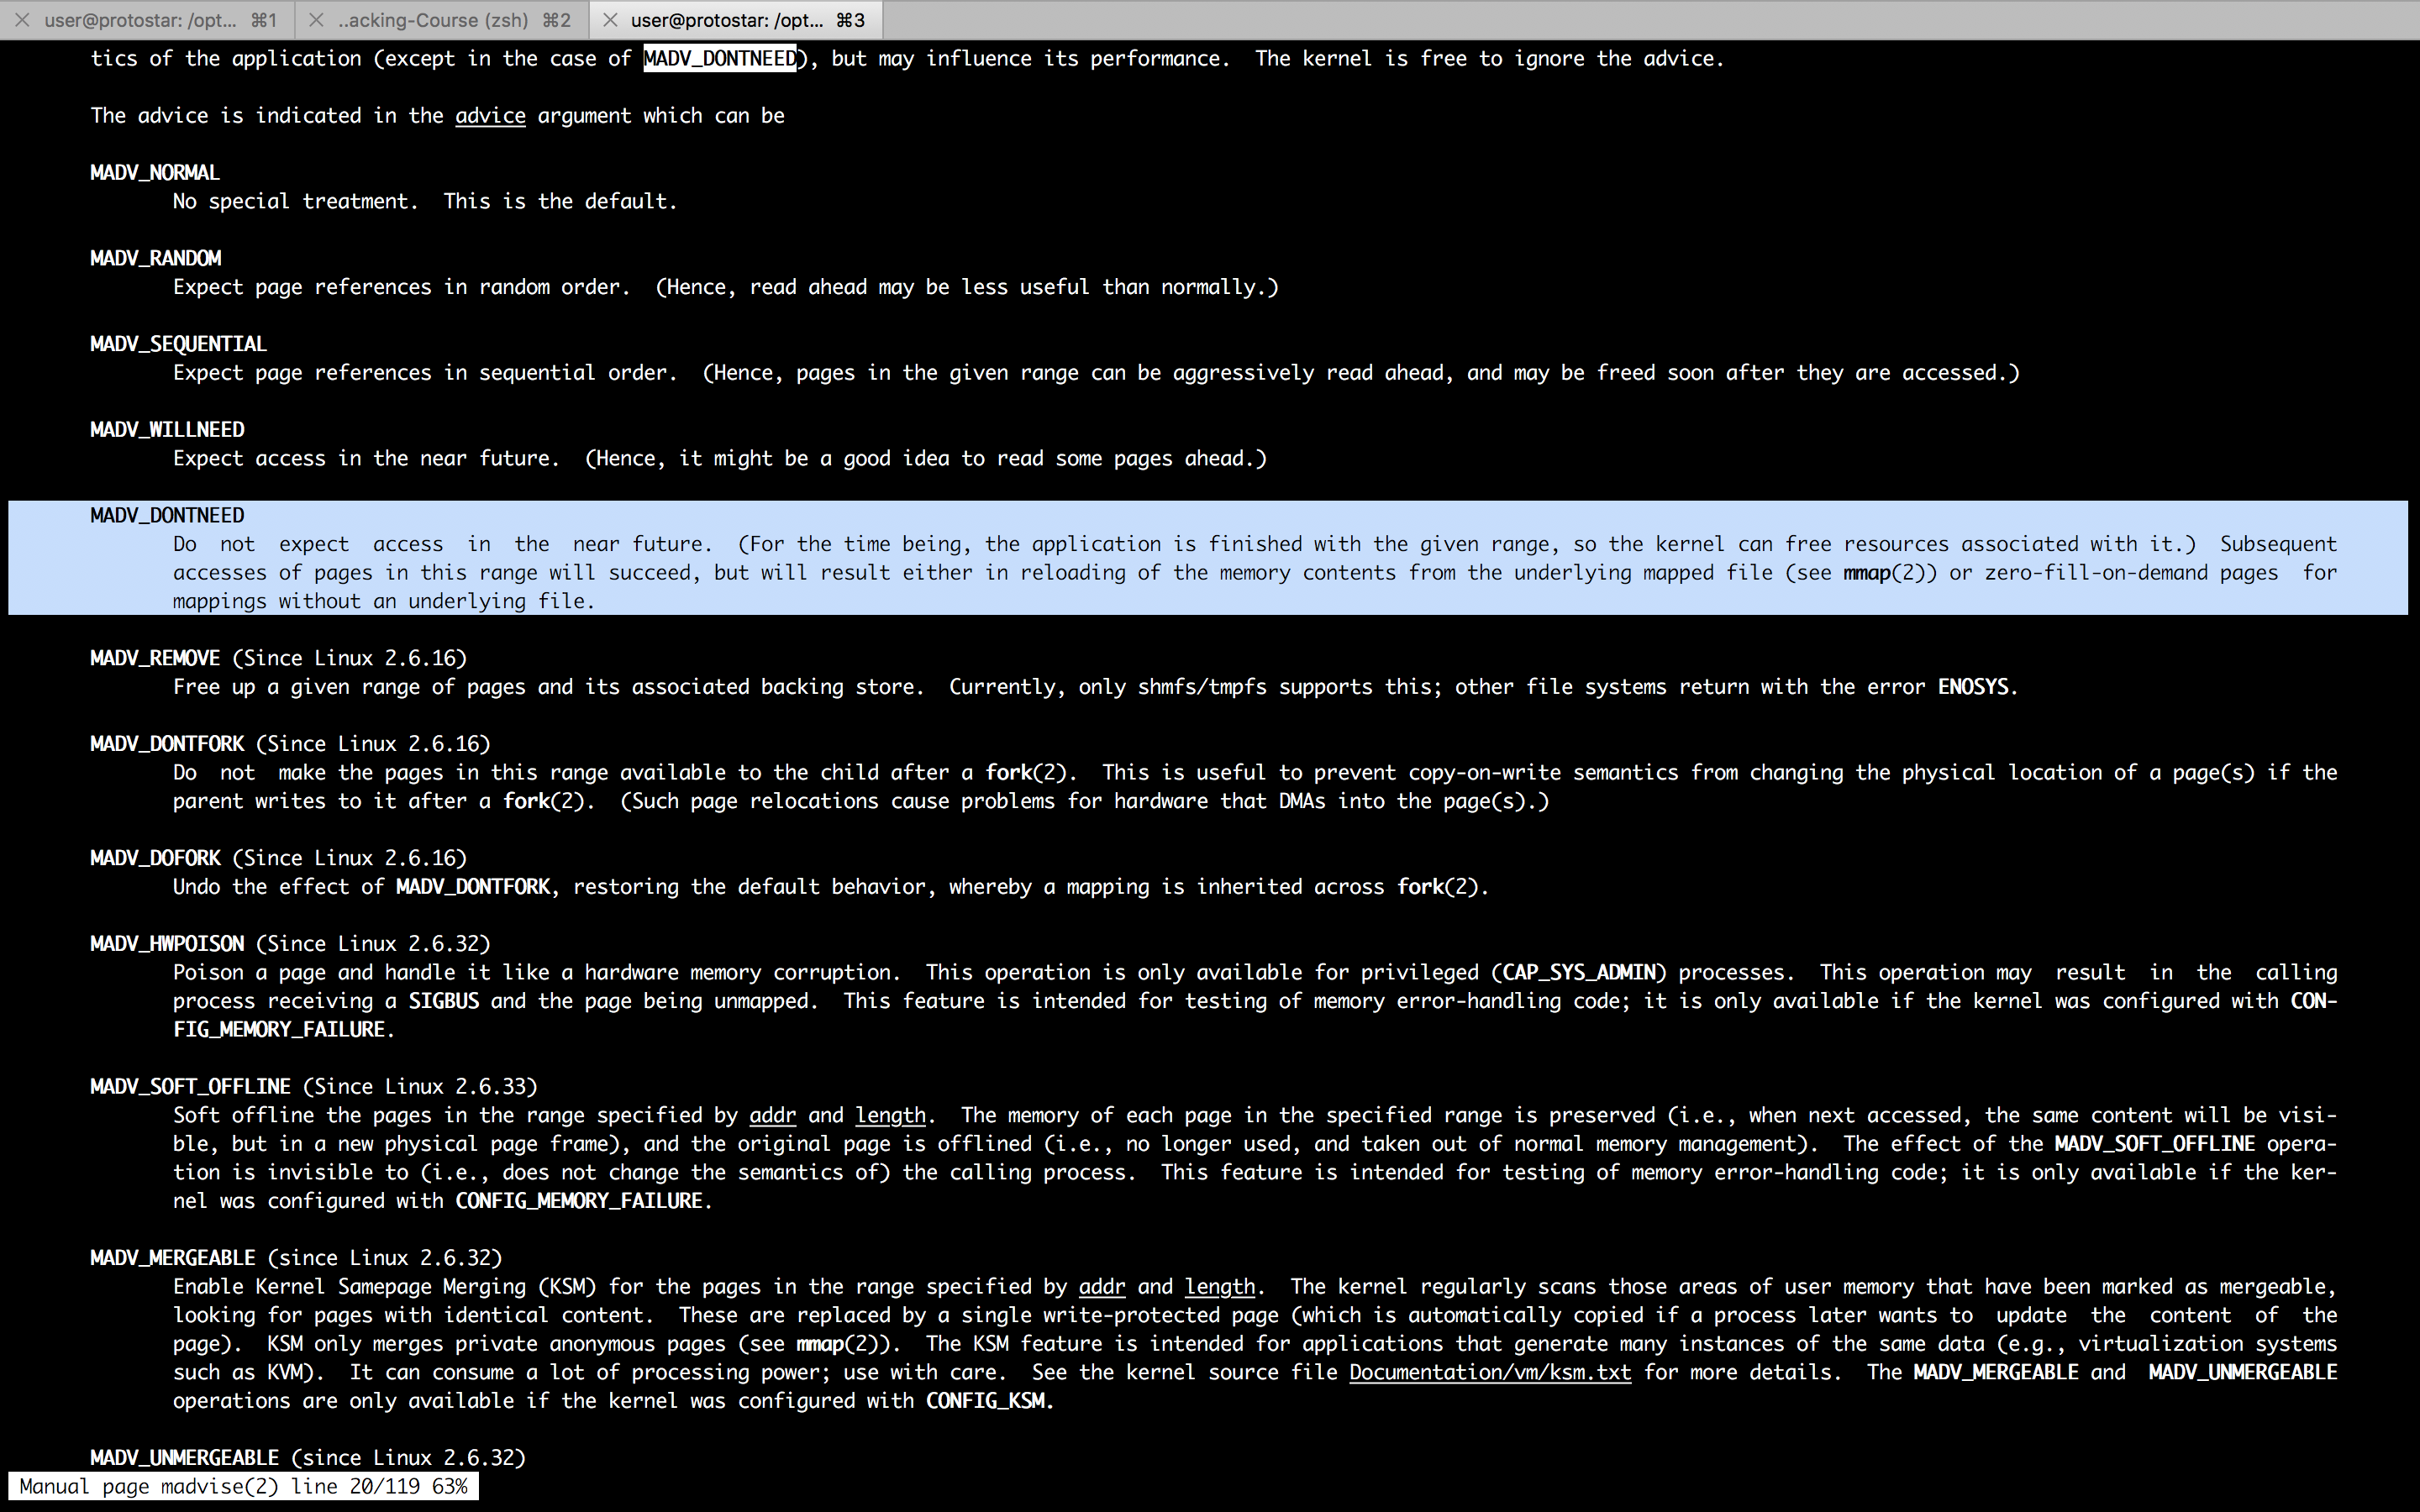 user@protostar: /opt... ⌘1 ..acking-Course (zsh) ⌘2 user@protostar: /opt... ⌘3
tics of the application (except in the case of MADV_DONTNEED), but may influence its performance.  The kernel is free to ignore the advice.
The advice is indicated in the advice argument which can be
MADV_NORMAL
No special treatment.  This is the default.
MADV_RANDOM
Expect page references in random order.  (Hence, read ahead may be less useful than normally.)
MADV_SEQUENTIAL
Expect page references in sequential order.  (Hence, pages in the given range can be aggressively read ahead, and may be freed soon after they are accessed.)
MADV_WILLNEED
Expect access in the near future.  (Hence, it might be a good idea to read some pages ahead.)
MADV_DONTNEED
Do  not  expect  access  in  the  near future.  (For the time being, the application is finished with the given range, so the kernel can free resources associated with it.)  Subsequent
accesses of pages in this range will succeed, but will result either in reloading of the memory contents from the underlying mapped file (see mmap(2)) or zero-fill-on-demand pages  for
mappings without an underlying file.
MADV_REMOVE (Since Linux 2.6.16)
Free up a given range of pages and its associated backing store.  Currently, only shmfs/tmpfs supports this; other file systems return with the error ENOSYS.
MADV_DONTFORK (Since Linux 2.6.16)
Do  not  make the pages in this range available to the child after a fork(2).  This is useful to prevent copy-on-write semantics from changing the physical location of a page(s) if the
parent writes to it after a fork(2).  (Such page relocations cause problems for hardware that DMAs into the page(s).)
MADV_DOFORK (Since Linux 2.6.16)
Undo the effect of MADV_DONTFORK, restoring the default behavior, whereby a mapping is inherited across fork(2).
MADV_HWPOISON (Since Linux 2.6.32)
Poison a page and handle it like a hardware memory corruption.  This operation is only available for privileged (CAP_SYS_ADMIN) processes.  This operation may  result  in  the  calling
process receiving a SIGBUS and the page being unmapped.  This feature is intended for testing of memory error-handling code; it is only available if the kernel was configured with CON-
FIG_MEMORY_FAILURE.
MADV_SOFT_OFFLINE (Since Linux 2.6.33)
Soft offline the pages in the range specified by addr and length.  The memory of each page in the specified range is preserved (i.e., when next accessed, the same content will be visi-
ble, but in a new physical page frame), and the original page is offlined (i.e., no longer used, and taken out of normal memory management).  The effect of the MADV_SOFT_OFFLINE opera-
tion is invisible to (i.e., does not change the semantics of) the calling process.  This feature is intended for testing of memory error-handling code; it is only available if the ker-
nel was configured with CONFIG_MEMORY_FAILURE.
MADV_MERGEABLE (since Linux 2.6.32)
Enable Kernel Samepage Merging (KSM) for the pages in the range specified by addr and length.  The kernel regularly scans those areas of user memory that have been marked as mergeable,
looking for pages with identical content.  These are replaced by a single write-protected page (which is automatically copied if a process later wants to  update  the  content  of  the
page).  KSM only merges private anonymous pages (see mmap(2)).  The KSM feature is intended for applications that generate many instances of the same data (e.g., virtualization systems
such as KVM).  It can consume a lot of processing power; use with care.  See the kernel source file Documentation/vm/ksm.txt for more details.  The MADV_MERGEABLE and  MADV_UNMERGEABLE
operations are only available if the kernel was configured with CONFIG_KSM.
MADV_UNMERGEABLE (since Linux 2.6.32)
Manual page madvise(2) line 20/119 63%